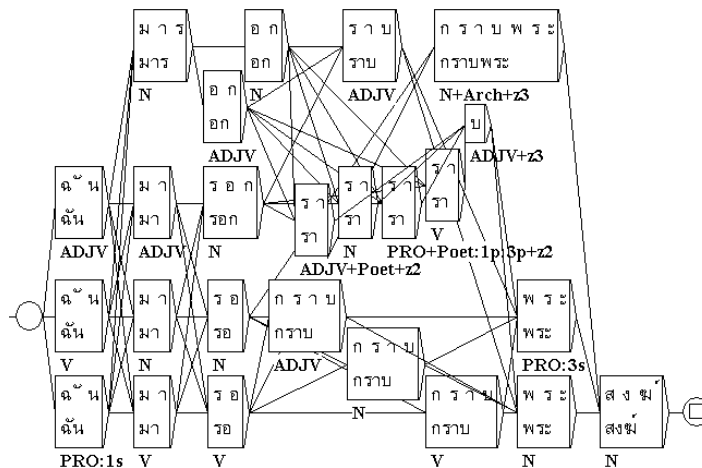 ม า ร
มาร
N
อ ก
อก
N
ร า บ
ราบ
ADJV
ก ร า บ พ ร ะ
กราบพระ
N+Arch+z3
อ ก
อก
ADJV
บ
ADJV+z3
ฉ ั น
ฉัน
ADJV
ม า
มา
ADJV
ร อ ก
รอก
N
ร า
รา
ADJV+Poet+z2
ร า
รา
N
ร า
รา
PRO+Poet:1p:3p+z2
ร า
รา
V
ฉ ั น
ฉัน
V
ม า
มา
N
ร อ
รอ
N
ก ร า บ
กราบ
ADJV
ก ร า บ
กราบ
N
พ ร ะ
พระ
PRO:3s
ฉ ั น
ฉัน
PRO:1s
ม า
มา
V
ร อ
รอ
V
ก ร า บ
กราบ
V
พ ร ะ
พระ
N
ส ง ฆ ์
สงฆ์
N